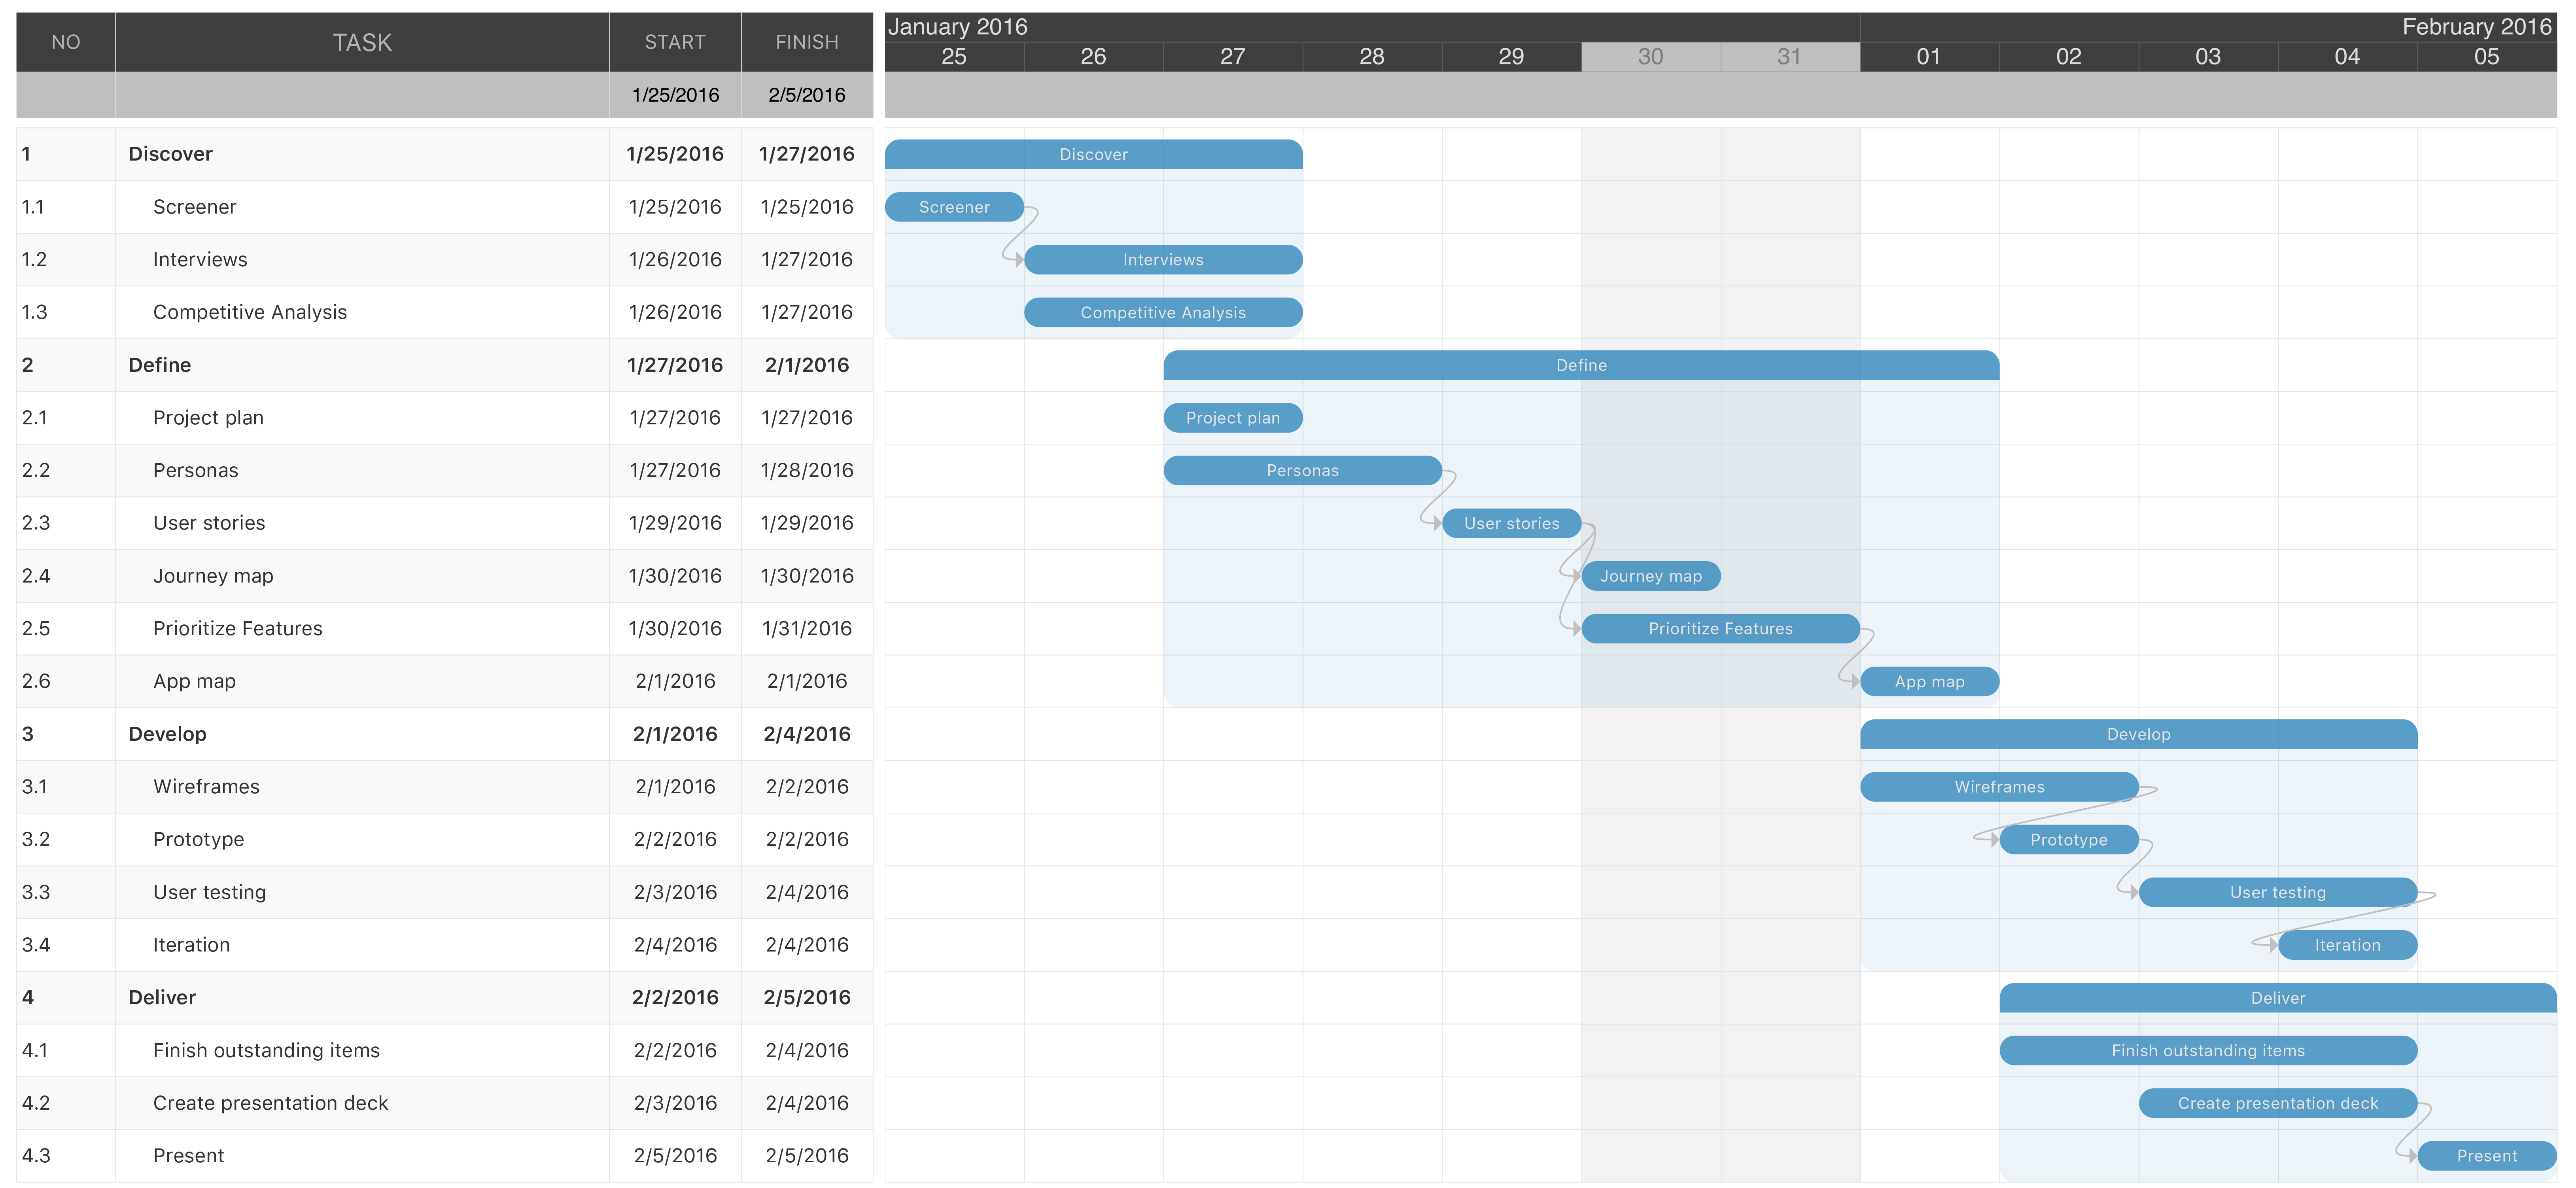 NO TASK START FINISH January 2016 February 2016
25 26 27 28 29 30 31 01 02 03 04 05
1/25/2016 2/5/2016
1 Discover 1/25/2016 1/27/2016 Discover
1.1 Screener 1/25/2016 1/25/2016 Screener
1.2 Interviews 1/26/2016 1/27/2016 Interviews
1.3 Competitive Analysis 1/26/2016 1/27/2016 Competitive Analysis
2 Define 1/27/2016 2/1/2016 Define
2.1 Project plan 1/27/2016 1/27/2016 Project plan
2.2 Personas 1/27/2016 1/28/2016 Personas
2.3 User stories 1/29/2016 1/29/2016 User stories
2.4 Journey map 1/30/2016 1/30/2016 Journey map
2.5 Prioritize Features 1/30/2016 1/31/2016 Prioritize Features
2.6 App map 2/1/2016 2/1/2016 App map
3 Develop 2/1/2016 2/4/2016 Develop
3.1 Wireframes 2/1/2016 2/2/2016 Wireframes
3.2 Prototype 2/2/2016 2/2/2016 Prototype
3.3 User testing 2/3/2016 2/4/2016 User testing
3.4 Iteration 2/4/2016 2/4/2016 Iteration
4 Deliver 2/2/2016 2/5/2016 Deliver
4.1 Finish outstanding items 2/2/2016 2/4/2016 Finish outstanding items
4.2 Create presentation deck 2/3/2016 2/4/2016 Create presentation deck
4.3 Present 2/5/2016 2/5/2016 Present